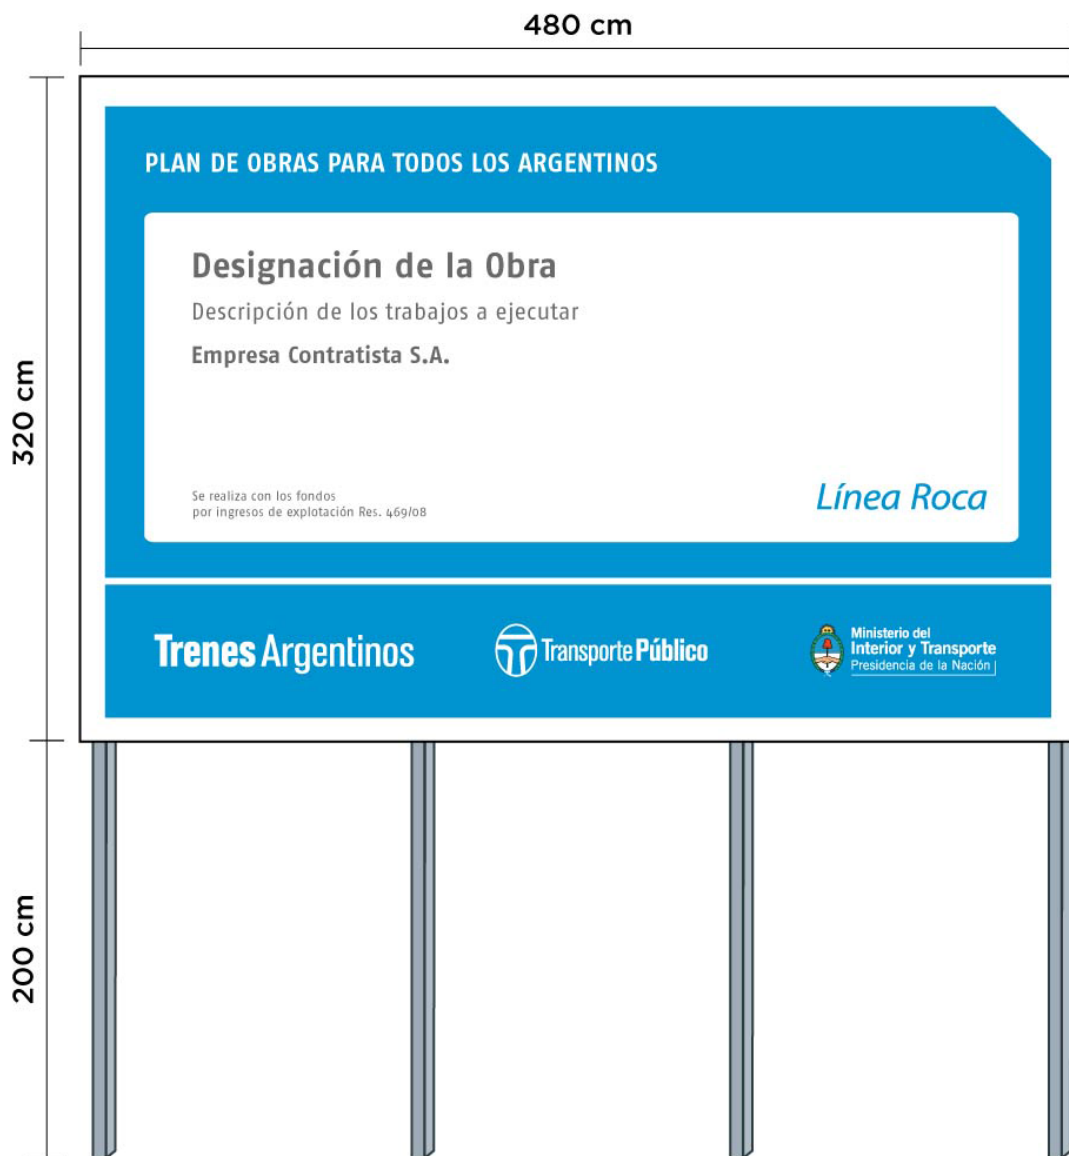 480 cm
320 cm
PLAN DE OBRAS PARA TODOS LOS ARGENTINOS
Designación de la Obra
Descripción de los trabajos a ejecutar
Empresa Contratista S.A.
Se realiza con los fondos
por ingresos de explotación Res. 469/08
Línea Roca
Trenes Argentinos
Transporte Público
Ministerio del
Interior y Transporte
Presidencia de la Nación
200 cm